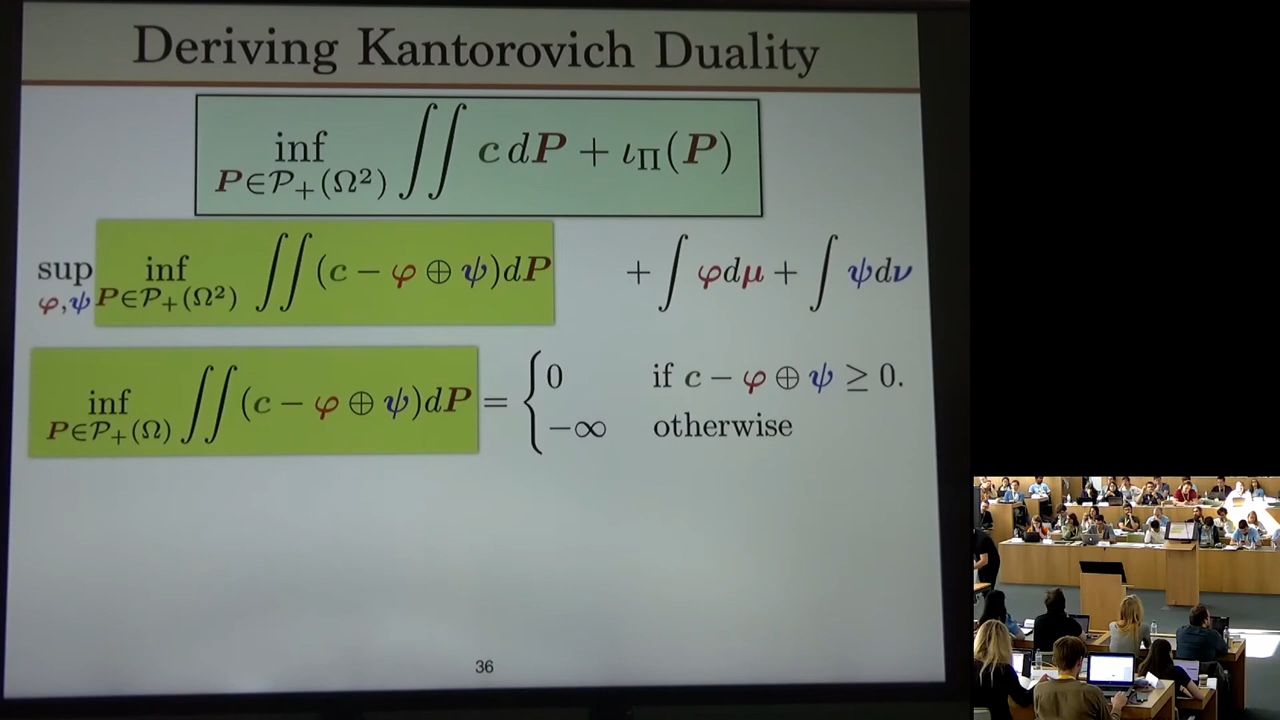 Deriving Kantorovich Duality
inf_{P∈𝒫₊(Ω²)} ∬ c dP + ι_Π(P)
sup_{φ,ψ} inf_{P∈𝒫₊(Ω²)} ∬ (c − φ ⊕ ψ)dP + ∫ φdμ + ∫ ψdν
inf_{P∈𝒫₊(Ω)} ∬ (c − φ ⊕ ψ)dP = { 0 if c − φ ⊕ ψ ≥ 0.
−∞ otherwise
36